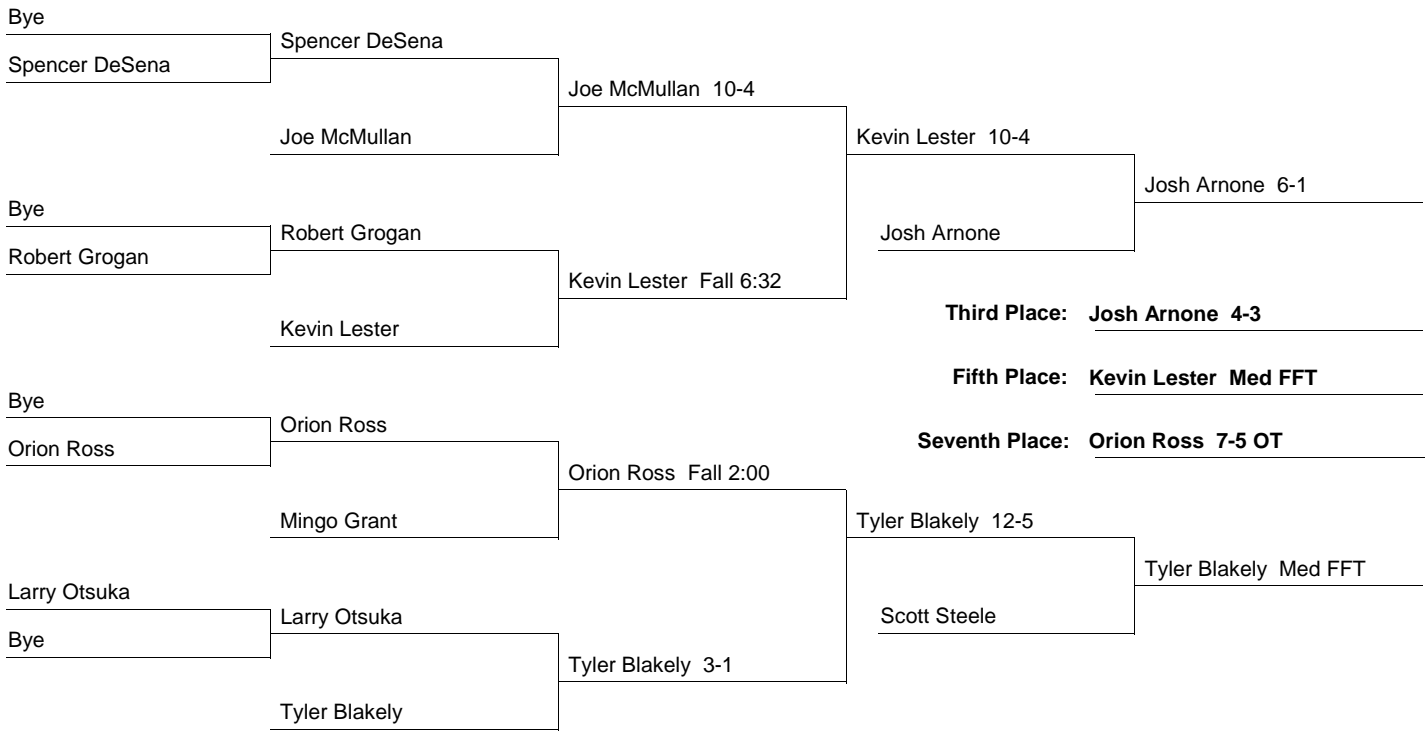 Bye
Spencer DeSena
Spencer DeSena
Joe McMullan 10-4
Joe McMullan
Kevin Lester 10-4
Josh Arnone 6-1
Bye
Robert Grogan
Josh Arnone
Robert Grogan
Kevin Lester Fall 6:32
Third Place: Josh Arnone 4-3
Kevin Lester
Fifth Place: Kevin Lester Med FFT
Bye
Orion Ross
Seventh Place: Orion Ross 7-5 OT
Orion Ross
Orion Ross Fall 2:00
Mingo Grant
Tyler Blakely 12-5
Tyler Blakely Med FFT
Larry Otsuka
Larry Otsuka
Scott Steele
Bye
Tyler Blakely 3-1
Tyler Blakely